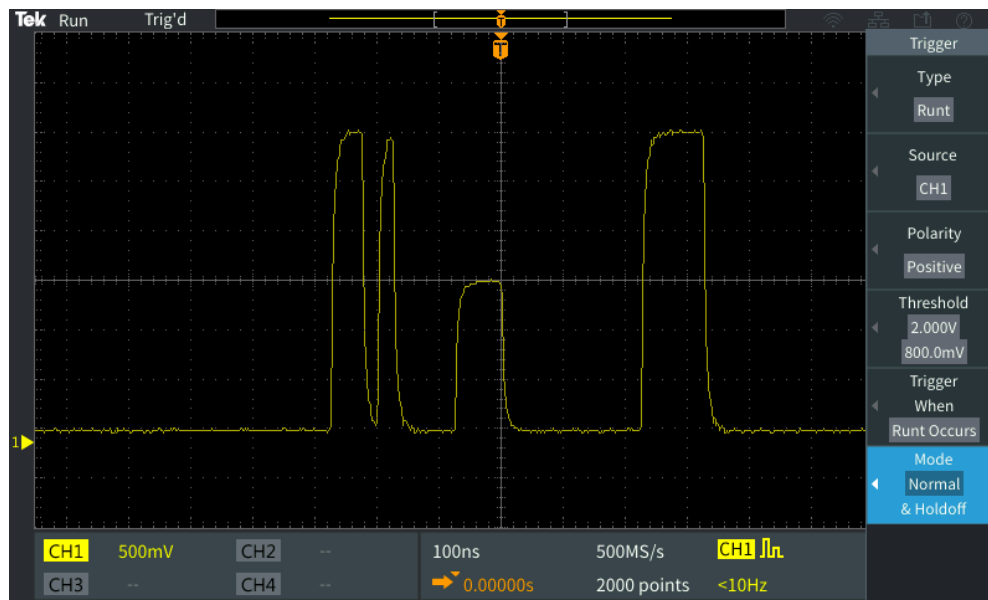 Tek Run Trig'd
T
T
Trigger
Type
Runt
Source
CH1
Polarity
Positive
Threshold
2.000V
800.0mV
Trigger
When
Runt Occurs
Mode
Normal
& Holdoff
1
CH1 500mV CH2 -- 100ns 500MS/s CH1
CH3 -- CH4 -- 0.00000s 2000 points <10Hz